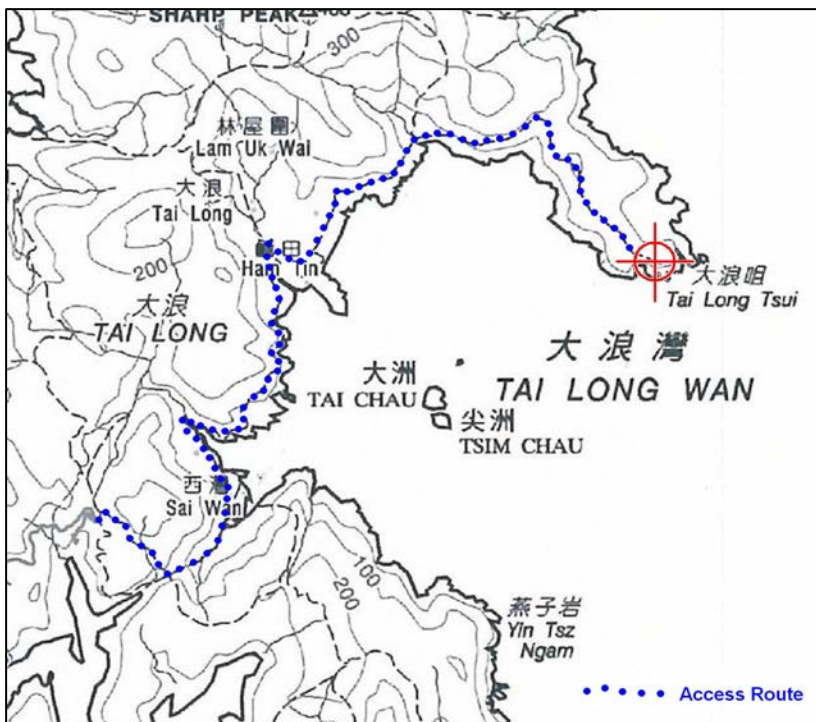 SHARP PEAK
300
林屋圍
Lam Uk Wai
大浪
Tai Long
200
田
Ham Tin
大浪
TAI LONG
大浪咀
Tai Long Tsui
大浪灣
TAI LONG WAN
大洲
TAI CHAU
尖洲
TSIM CHAU
西灣
Sai Wan
100
200
燕子岩
Yin Tsz
Ngam
Access Route